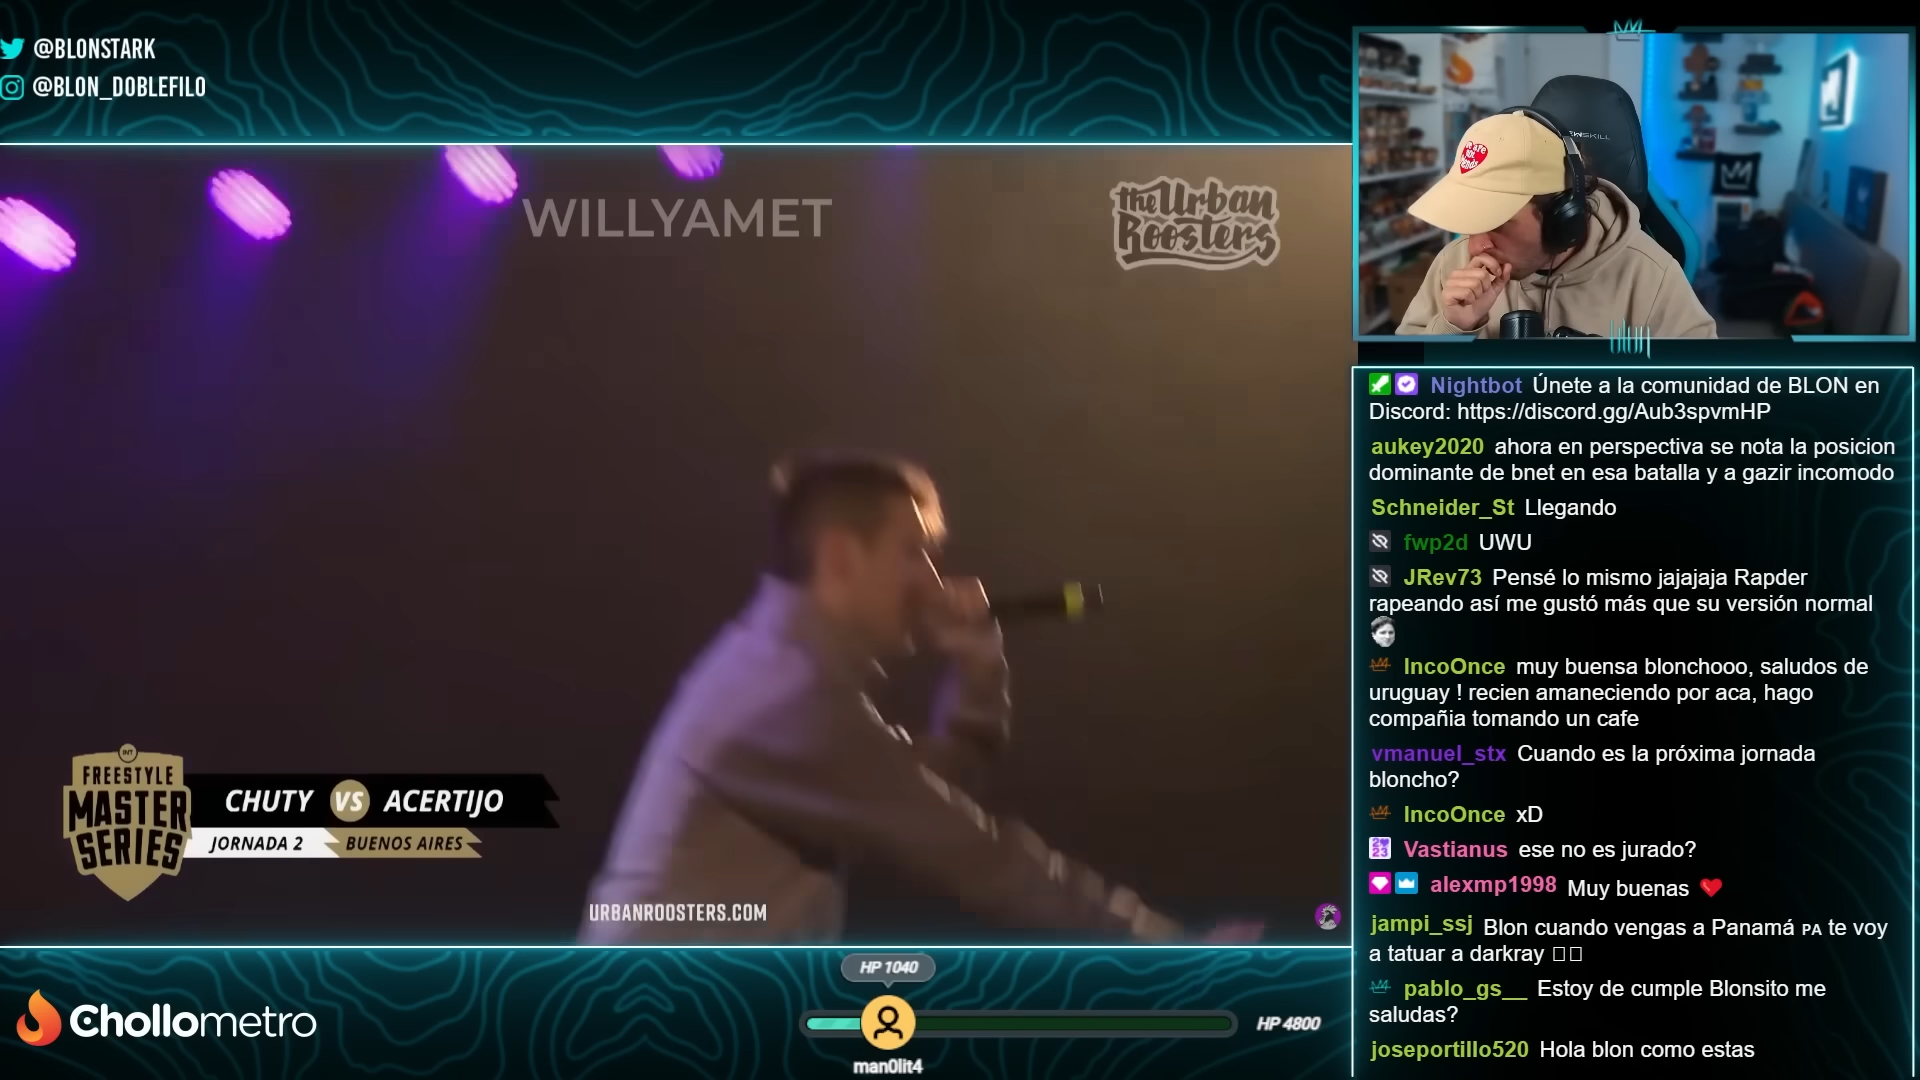 @BLONSTARK
@BLON_DOBLEFILO
WILLYAMET
the Urban
Roosters
INT
FREESTYLE
MASTER
SERIES
CHUTY VS ACERTIJO
JORNADA 2 BUENOS AIRES
URBANROOSTERS.COM
Chollometro
HP 1040
HP 4800
man0lit4
Nightbot Únete a la comunidad de BLON en
Discord: https://discord.gg/Aub3spvmHP
aukey2020 ahora en perspectiva se nota la posicion
dominante de bnet en esa batalla y a gazir incomodo
Schneider_St Llegando
fwp2d UWU
JRev73 Pensé lo mismo jajajaja Rapder
rapeando así me gustó más que su versión normal
IncoOnce muy buensa blonchooo, saludos de
uruguay ! recien amaneciendo por aca, hago
compañia tomando un cafe
vmanuel_stx Cuando es la próxima jornada
bloncho?
IncoOnce xD
Vastianus ese no es jurado?
alexmp1998 Muy buenas
jampi_ssj Blon cuando vengas a Panamá PA te voy
a tatuar a darkray
pablo_gs__ Estoy de cumple Blonsito me
saludas?
joseportillo520 Hola blon como estas